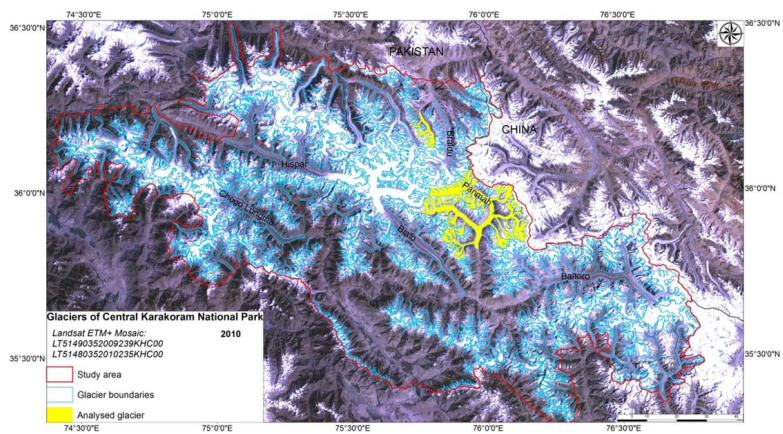 74°30'0"E 75°0'0"E 75°30'0"E 76°0'0"E 76°30'0"E
36°30'0"N 36°30'0"N
PAKISTAN
CHINA
Braldu
Hispar
36°0'0"N 36°0'0"N
Panmah
Chogo Lungma
Biafo
Baltoro
Glaciers of Central Karakoram National Park
Landsat ETM+ Mosaic: 2010
LT51490352009239KHC00
LT51480352010235KHC00
35°30'0"N 35°30'0"N
Study area
Glacier boundaries
Analysed glacier
74°30'0"E 75°0'0"E 75°30'0"E 76°0'0"E 76°30'0"E